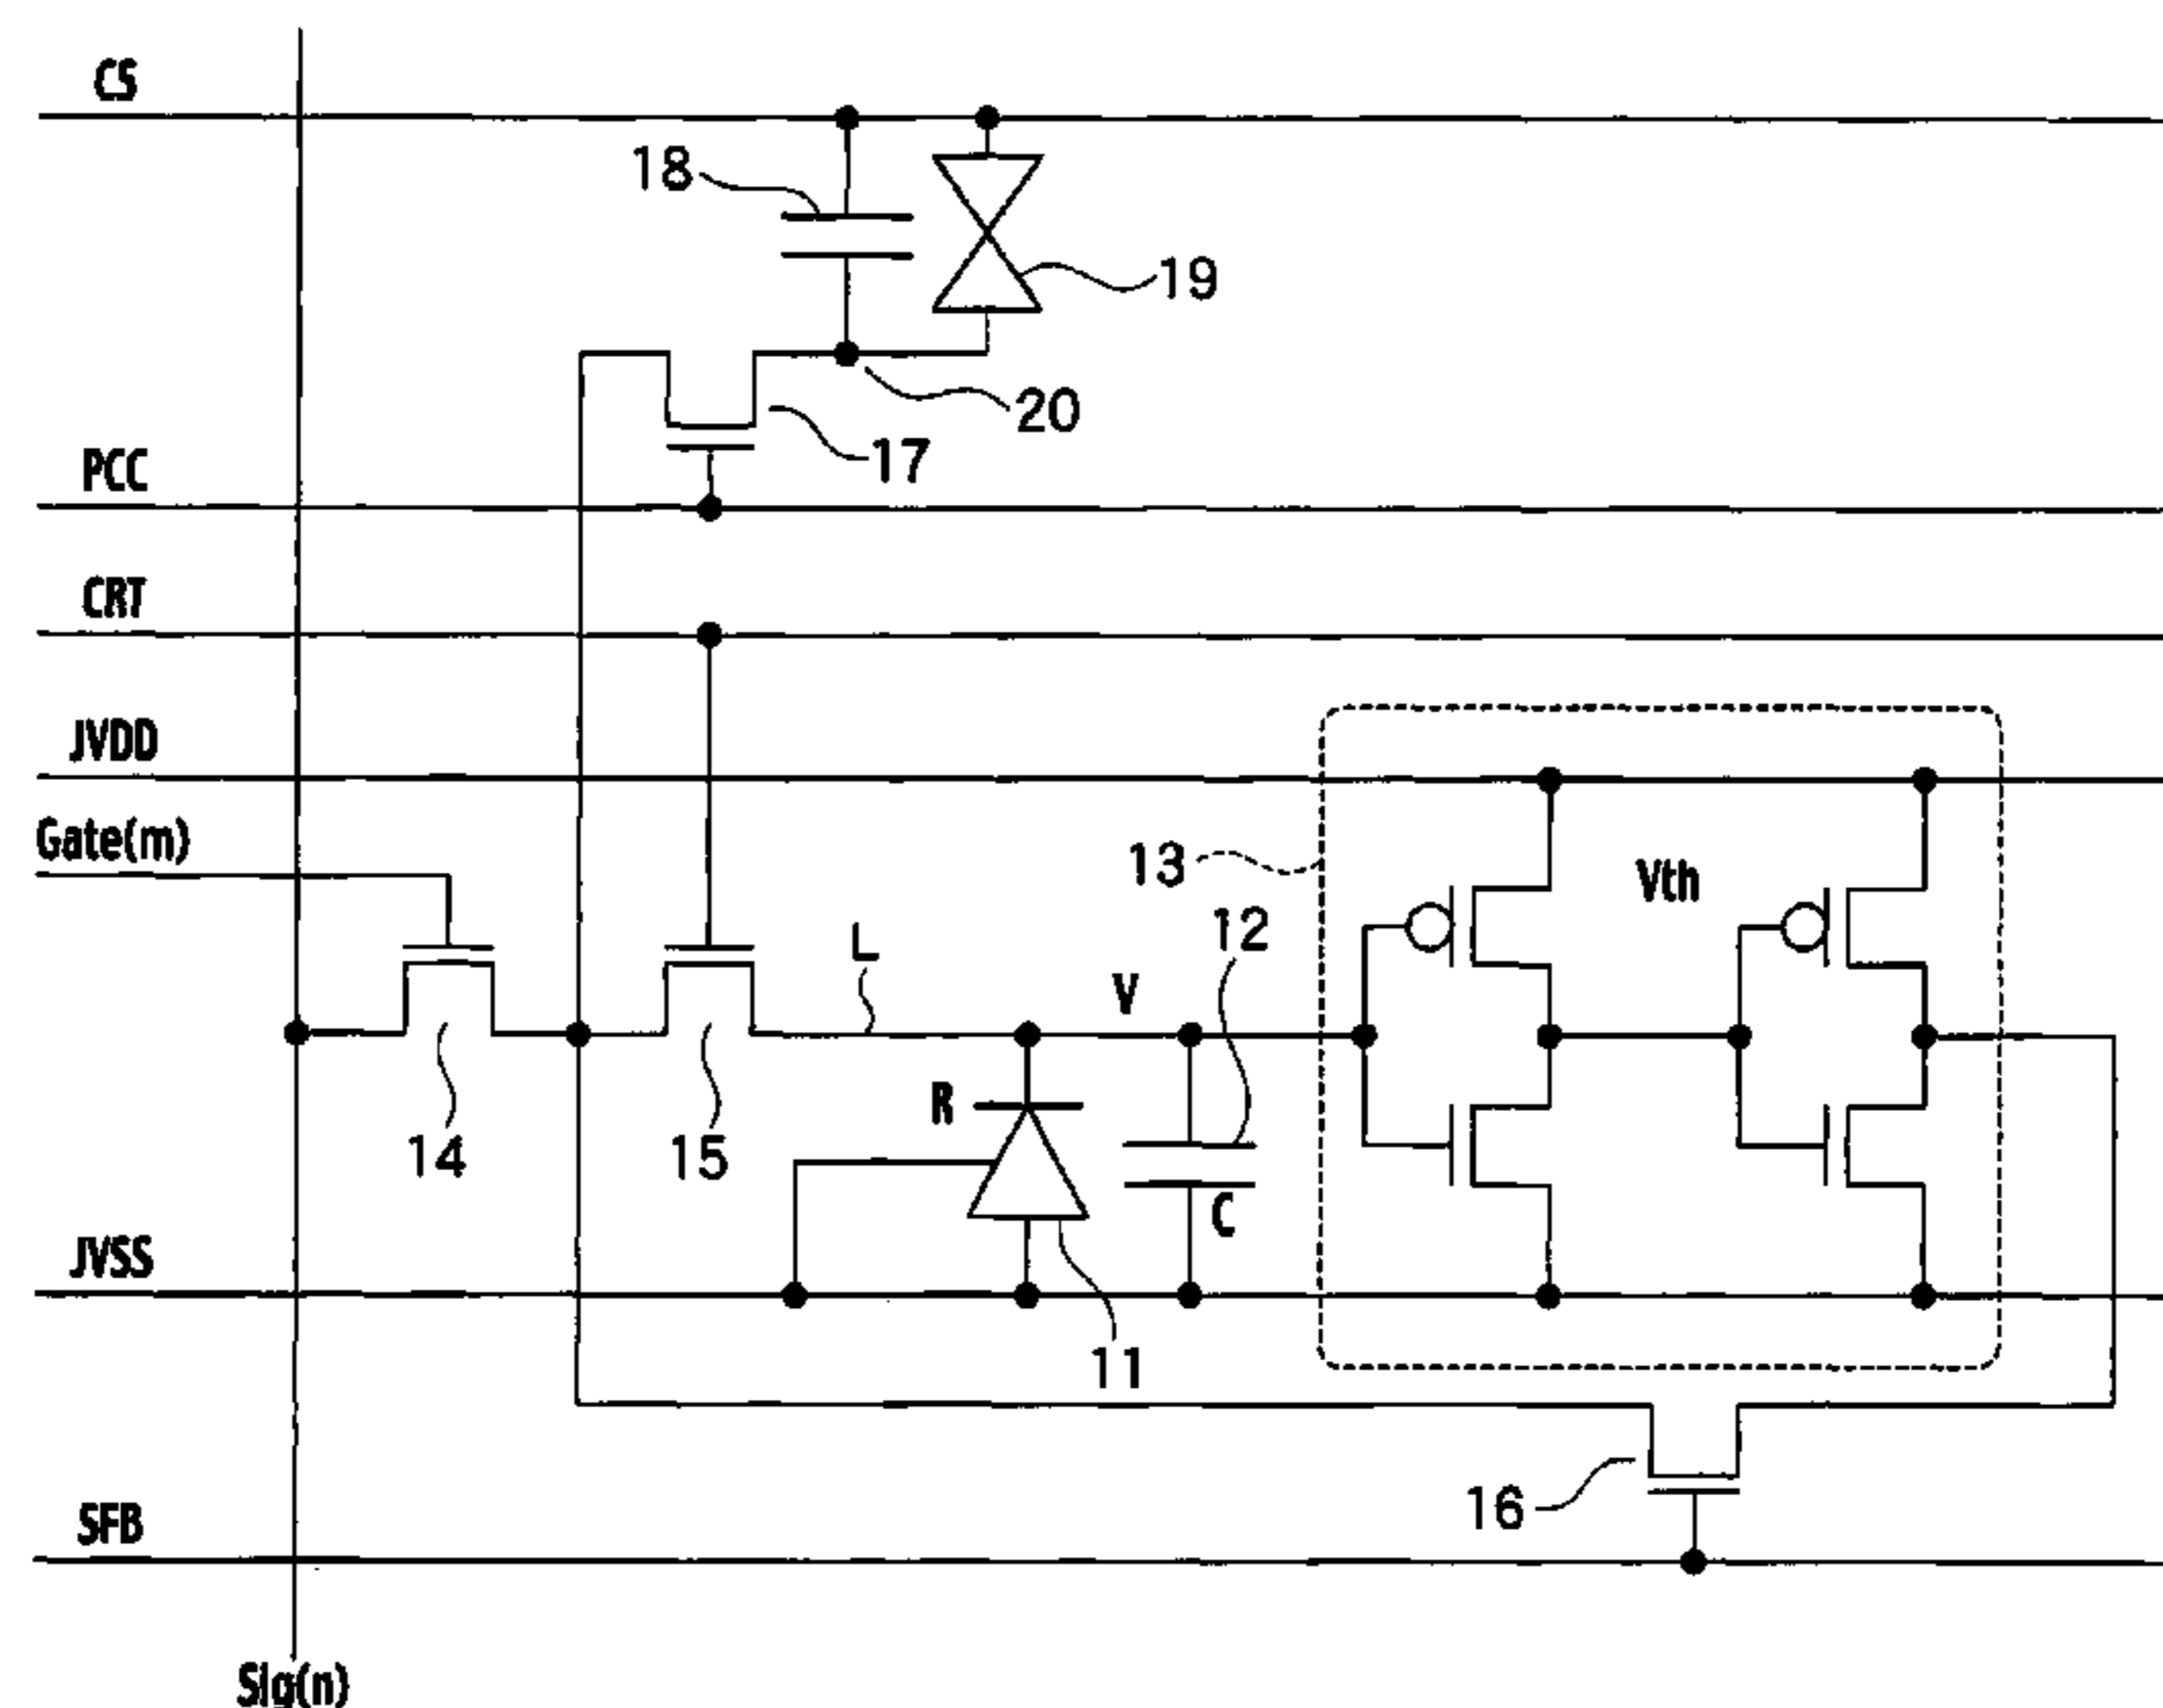 CS
18
19
20
17
PCC
CRT
JVDD
Gate(m)
13
Vth
12
L
V
R
14
15
C
JVSS
11
16
SFB
Sig(n)